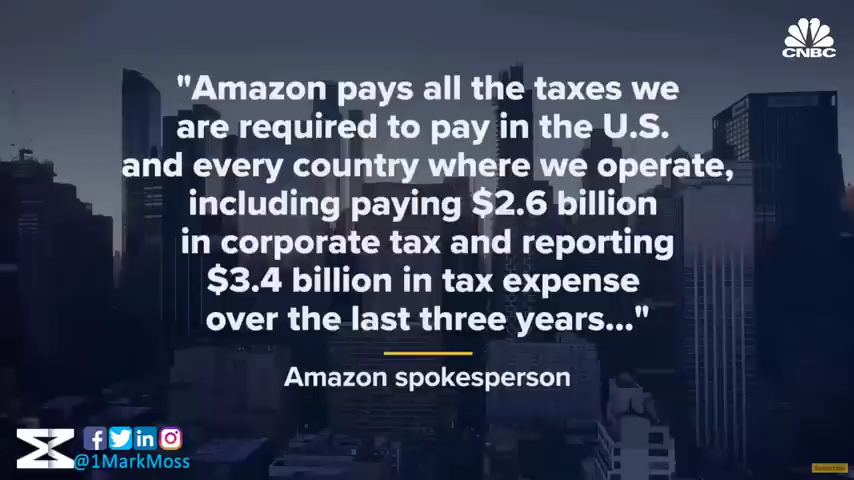 CNBC
"Amazon pays all the taxes we
are required to pay in the U.S.
and every country where we operate,
including paying $2.6 billion
in corporate tax and reporting
$3.4 billion in tax expense
over the last three years..."
Amazon spokesperson
@1MarkMoss